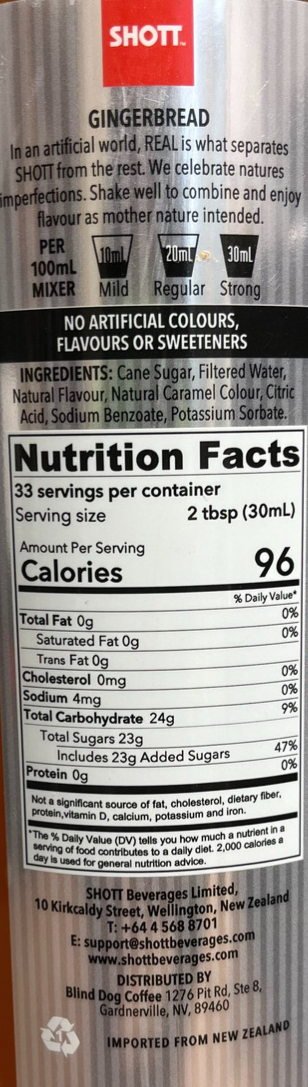 SHOTT™
GINGERBREAD
In an artificial world, REAL is what separates
SHOTT from the rest. We celebrate natures
imperfections. Shake well to combine and enjoy
flavour as mother nature intended.
PER 100mL MIXER
10mL 20mL 30mL
Mild Regular Strong
NO ARTIFICIAL COLOURS,
FLAVOURS OR SWEETENERS
INGREDIENTS: Cane Sugar, Filtered Water,
Natural Flavour, Natural Caramel Colour, Citric
Acid, Sodium Benzoate, Potassium Sorbate.
Nutrition Facts
33 servings per container
Serving size 2 tbsp (30mL)
Amount Per Serving
Calories 96
% Daily Value*
Total Fat 0g 0%
Saturated Fat 0g 0%
Trans Fat 0g
Cholesterol 0mg 0%
Sodium 4mg 0%
Total Carbohydrate 24g 9%
Total Sugars 23g
Includes 23g Added Sugars 47%
Protein 0g 0%
Not a significant source of fat, cholesterol, dietary fiber,
protein,vitamin D, calcium, potassium and iron.
*The % Daily Value (DV) tells you how much a nutrient in a
serving of food contributes to a daily diet. 2,000 calories a
day is used for general nutrition advice.
SHOTT Beverages Limited,
10 Kirkcaldy Street, Wellington, New Zealand
T: +64 4 568 8701
E: support@shottbeverages.com
www.shottbeverages.com
DISTRIBUTED BY
Blind Dog Coffee 1276 Pit Rd, Ste 8,
Gardnerville, NV, 89460
IMPORTED FROM NEW ZEALAND